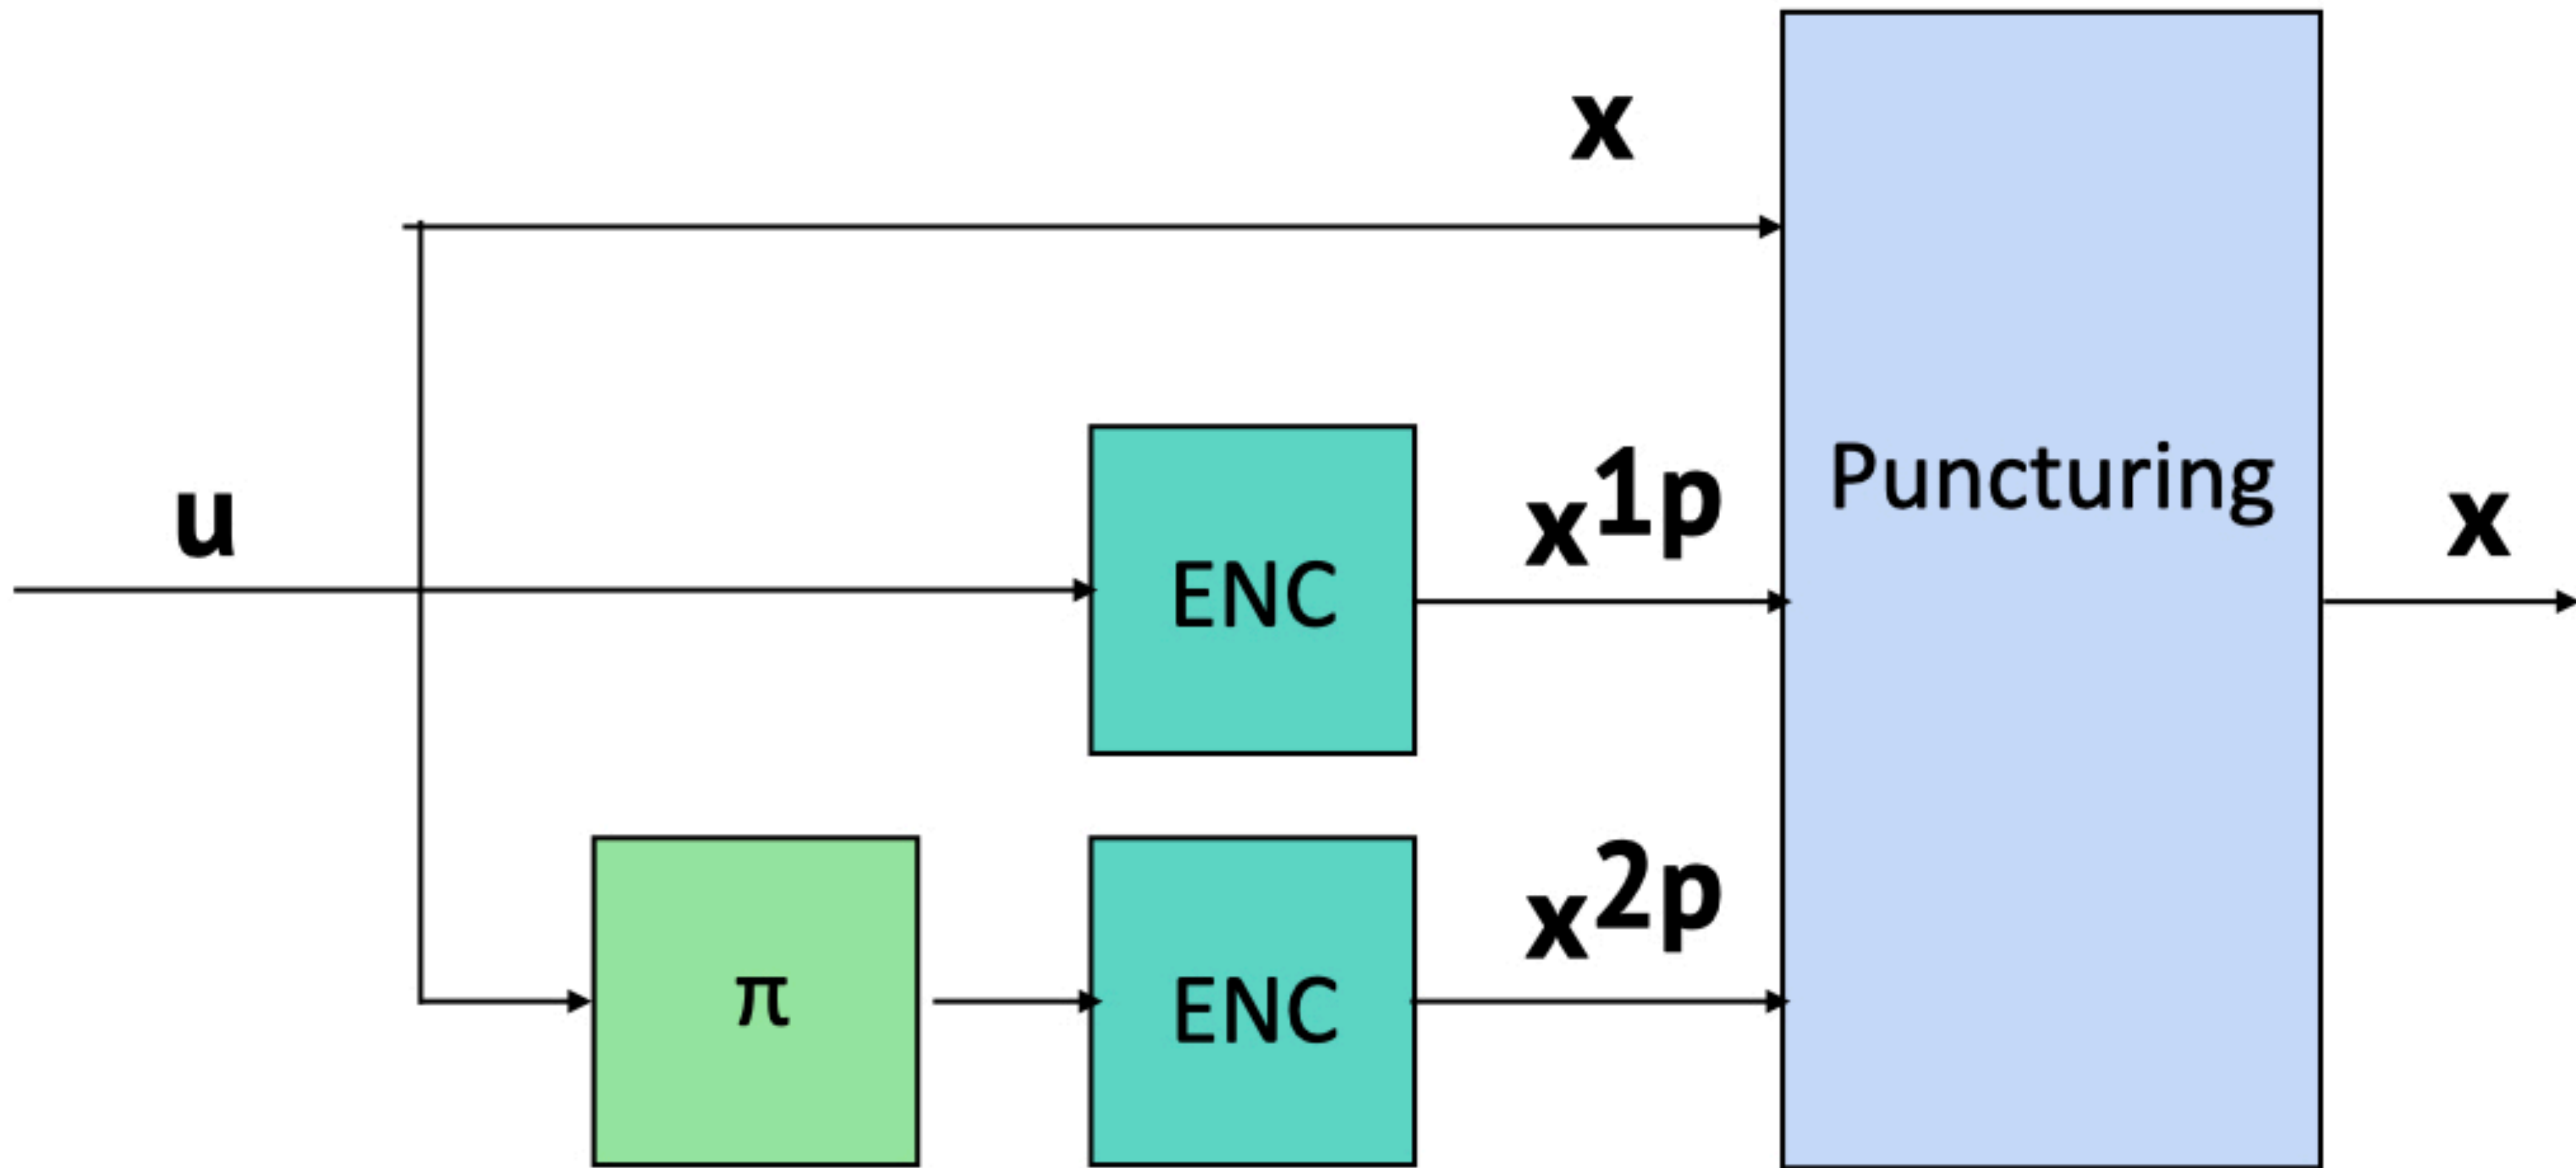 x
u
ENC
x1p
Puncturing
x
π
ENC
x2p